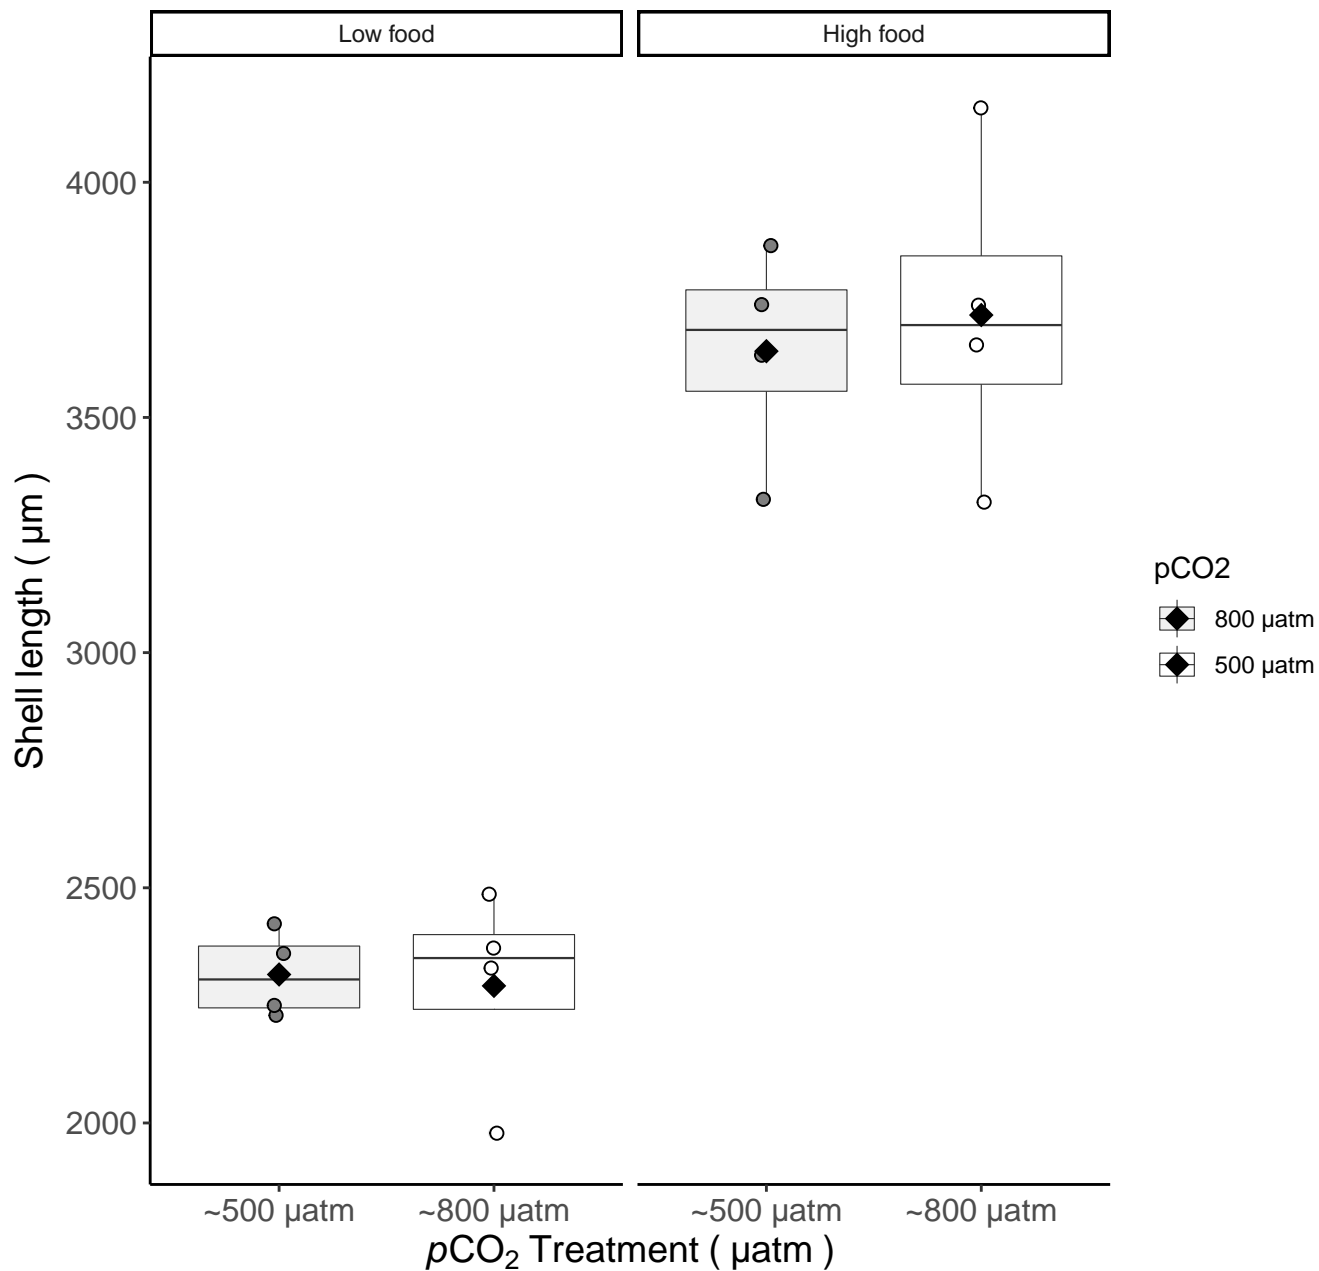 Low food
High food
4000
3500
3000
2500
2000
Shell length ( µm )
~500 µatm
~800 µatm
~500 µatm
~800 µatm
pCO₂ Treatment ( µatm )
pCO2
800 µatm
500 µatm